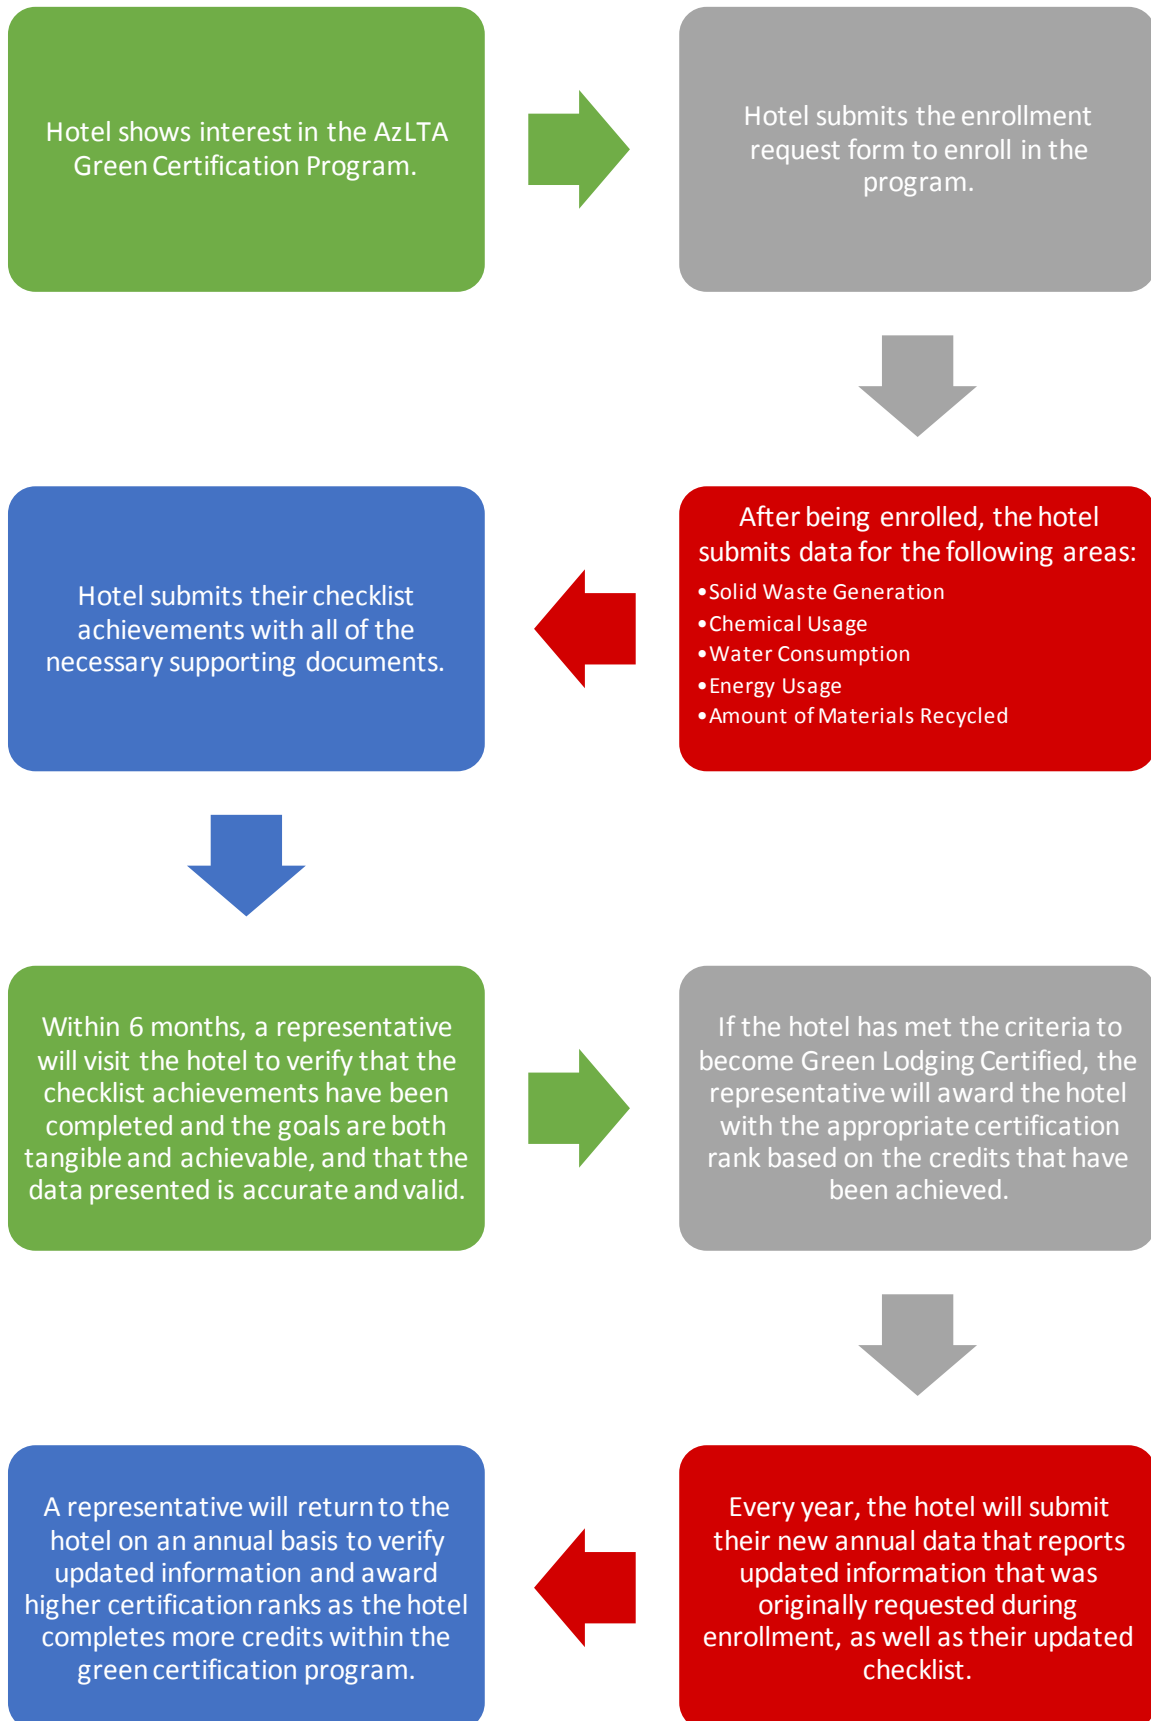 Hotel shows interest in the AzLTA
Green Certification Program.
Hotel submits the enrollment
request form to enroll in the
program.
After being enrolled, the hotel
submits data for the following areas:
•Solid Waste Generation
•Chemical Usage
•Water Consumption
•Energy Usage
•Amount of Materials Recycled
Hotel submits their checklist
achievements with all of the
necessary supporting documents.
Within 6 months, a representative
will visit the hotel to verify that the
checklist achievements have been
completed and the goals are both
tangible and achievable, and that the
data presented is accurate and valid.
If the hotel has met the criteria to
become Green Lodging Certified, the
representative will award the hotel
with the appropriate certification
rank based on the credits that have
been achieved.
Every year, the hotel will submit
their new annual data that reports
updated information that was
originally requested during
enrollment, as well as their updated
checklist.
A representative will return to the
hotel on an annual basis to verify
updated information and award
higher certification ranks as the hotel
completes more credits within the
green certification program.